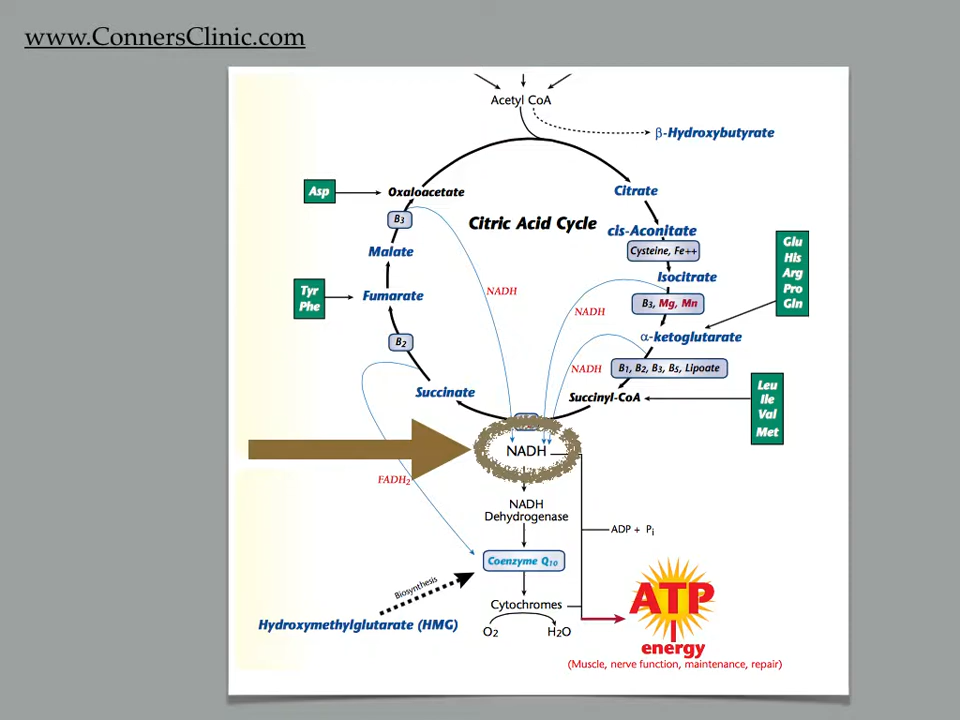 www.ConnersClinic.com
Acetyl CoA
β-Hydroxybutyrate
Asp
Oxaloacetate
Citrate
B3
Citric Acid Cycle
cis-Aconitate
Malate
Cysteine, Fe++
Isocitrate
Glu
His
Arg
Pro
Gln
Tyr
Phe
Fumarate
NADH
NADH
B3, Mg, Mn
α-ketoglutarate
B2
NADH
B1, B2, B3, B5, Lipoate
Succinate
Succinyl-CoA
Leu
Ile
Val
Met
NADH
FADH2
NADH
Dehydrogenase
ADP + Pi
Coenzyme Q10
Biosynthesis
Cytochromes
ATP
Hydroxymethylglutarate (HMG)
O2
H2O
energy
(Muscle, nerve function, maintenance, repair)